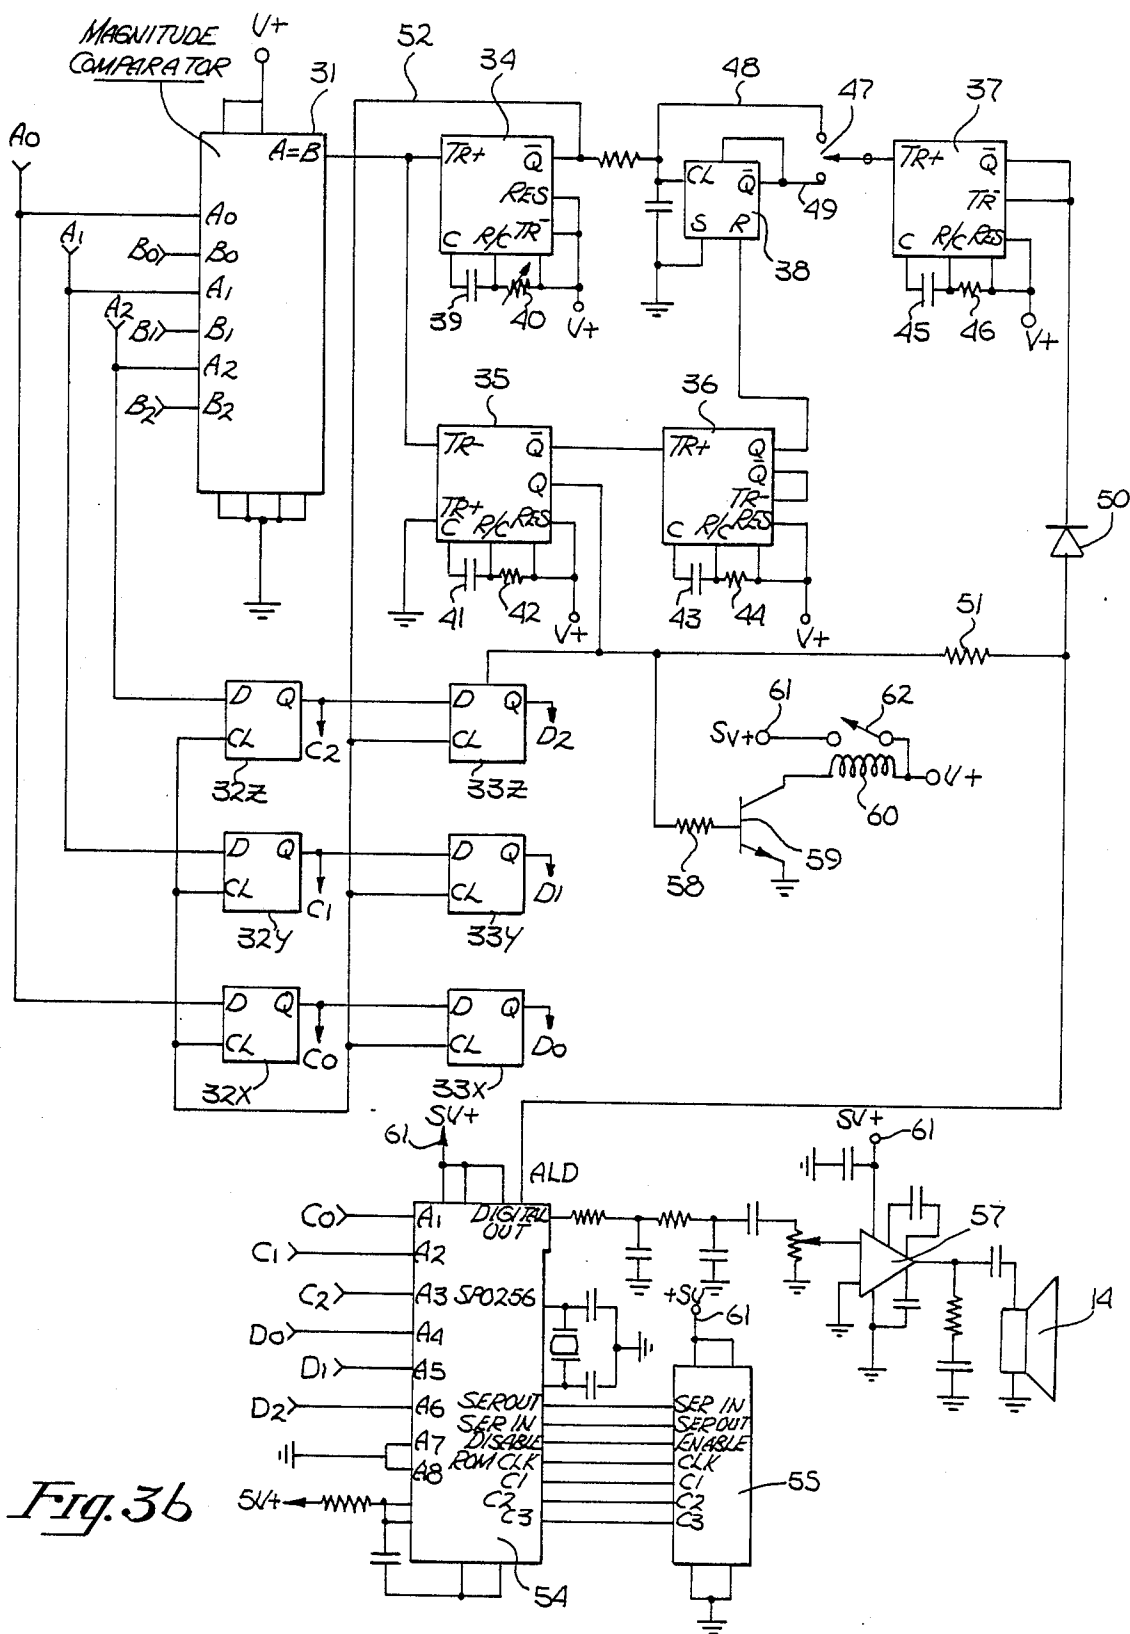 MAGNITUDE
COMPARATOR
V+
52
34
48
47
37
31
A0
A=B
TR+
Q̅
RES
TR̅
C
R/C
CL
Q̅
S
R
49
38
TR+
Q̅
TR̅
C
R/C
RES
A0
A1
B0
B0
A1
A2
B1
B1
A2
B2
B2
39
40
V+
45
46
V+
35
36
TR-
Q̅
Q
TR+
C
R/C
RES
TR+
Q
Q̅
TR-
C
R/C
RES
50
41
42
V+
43
44
V+
51
D
Q
CL
C2
32Z
D
Q
CL
D2
33Z
61
62
SV+
V+
60
58
59
D
Q
CL
C1
32Y
D
Q
CL
D1
33Y
D
Q
CL
C0
32X
D
Q
CL
D0
33X
SV+
61
ALD
SV+
61
C0
A1
DIGITAL
OUT
C1
A2
57
C2
A3
SP0256
+SV
61
14
D0
A4
D1
A5
D2
A6
SER OUT
SER IN
SER IN
SER OUT
A7
DISABLE
ENABLE
A8
ROM CLK
CLK
C1
C1
55
5V+
C2
C2
C3
C3
54
Fig. 3b